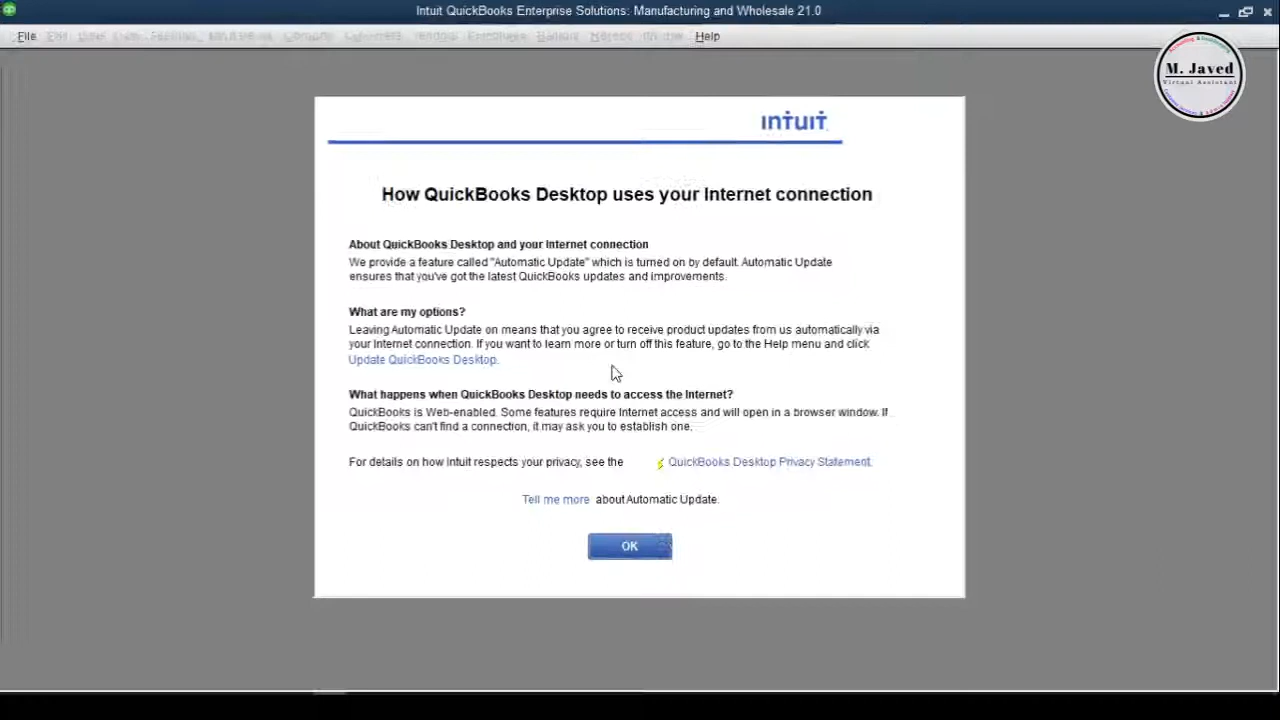 Intuit QuickBooks Enterprise Solutions: Manufacturing and Wholesale 21.0
File Help
M. Javed
Virtual Assistant
INTUIT
How QuickBooks Desktop uses your Internet connection
About QuickBooks Desktop and your Internet connection
We provide a feature called "Automatic Update" which is turned on by default. Automatic Update
ensures that you've got the latest QuickBooks updates and improvements.
What are my options?
Leaving Automatic Update on means that you agree to receive product updates from us automatically via
your Internet connection. If you want to learn more or turn off this feature, go to the Help menu and click
Update QuickBooks Desktop.
What happens when QuickBooks Desktop needs to access the Internet?
QuickBooks is Web-enabled. Some features require Internet access and will open in a browser window. If
QuickBooks can't find a connection, it may ask you to establish one.
For details on how Intuit respects your privacy, see the QuickBooks Desktop Privacy Statement.
Tell me more about Automatic Update.
OK